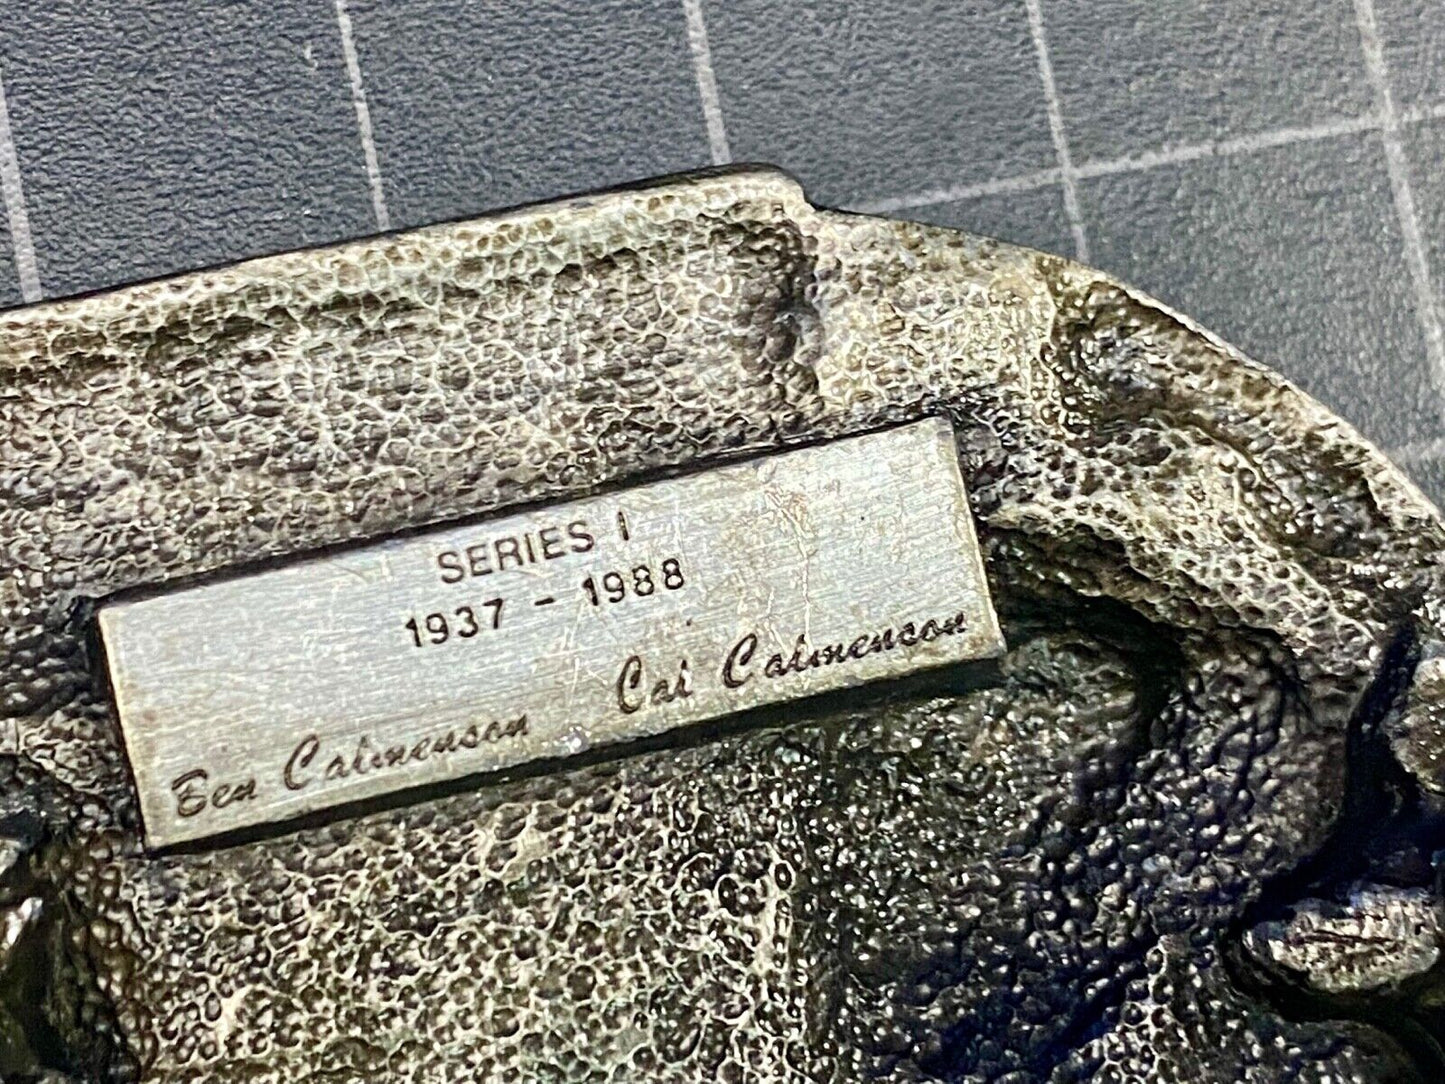 SERIES I
1937 - 1988
Ben Calmenson Cal Calmenson